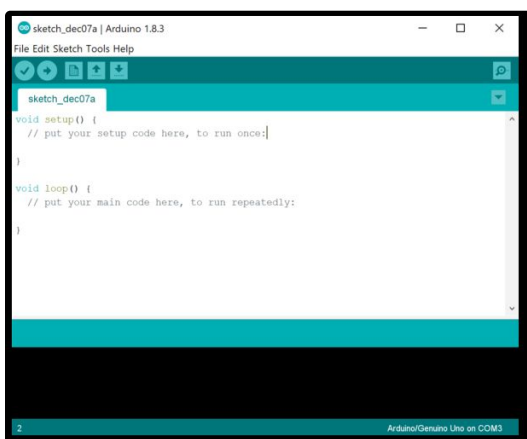 sketch_dec07a | Arduino 1.8.3
File Edit Sketch Tools Help
sketch_dec07a
void setup() {
// put your setup code here, to run once:
}
void loop() {
// put your main code here, to run repeatedly:
}
2 Arduino/Genuino Uno on COM3